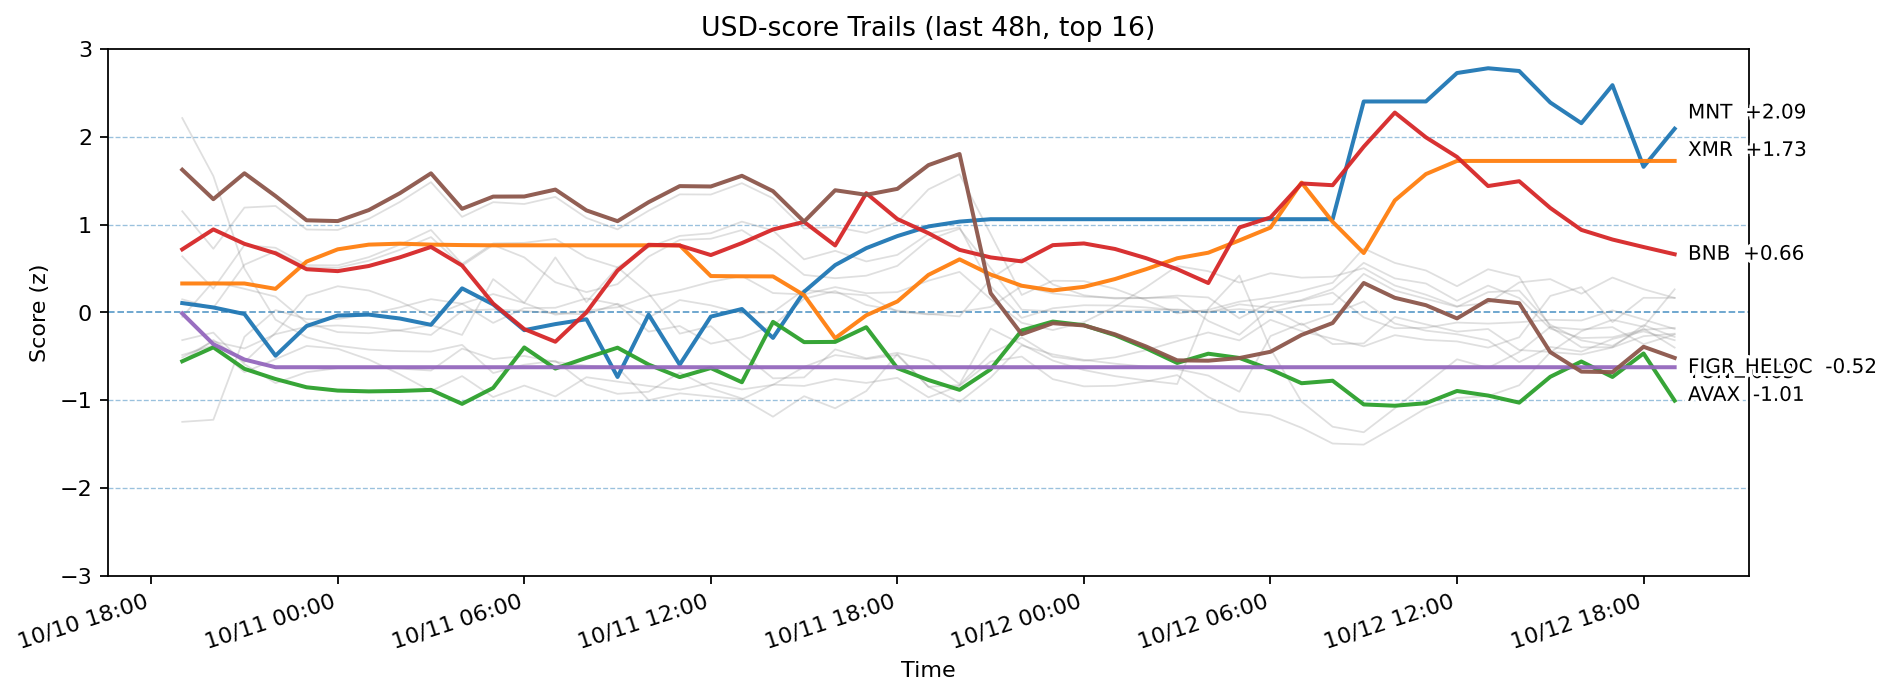 USD-score Trails (last 48h, top 16)
Score (z)
3
2
1
0
−1
−2
−3
MNT +2.09
XMR +1.73
BNB +0.66
FIGR_HELOC -0.52
AVAX -1.01
10/10 18:00
10/11 00:00
10/11 06:00
10/11 12:00
10/11 18:00
10/12 00:00
10/12 06:00
10/12 12:00
10/12 18:00
Time